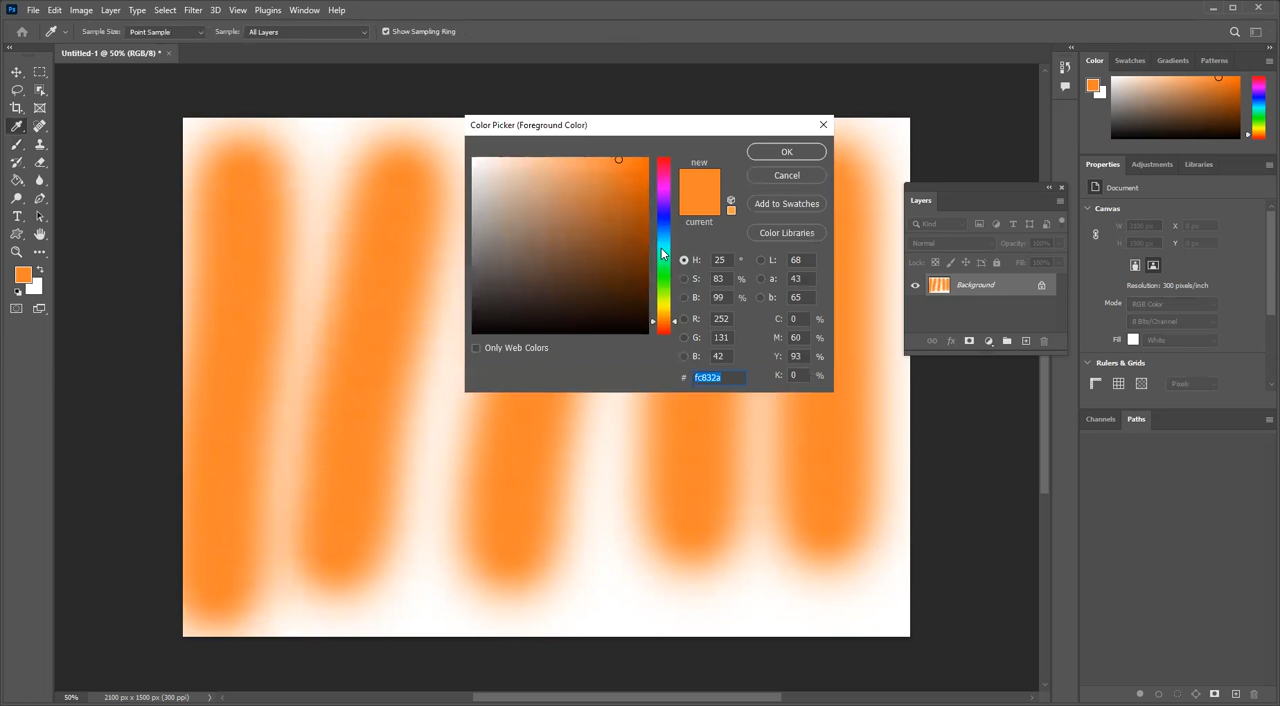 Ps File Edit Image Layer Type Select Filter 3D View Plugins Window Help
Sample Size: Point Sample Sample: All Layers Show Sampling Ring
Untitled-1 @ 50% (RGB/8) * ×
Color Swatches Gradients Patterns
Color Picker (Foreground Color)
new
current
OK
Cancel
Add to Swatches
Color Libraries
H: 25 ° L: 68
S: 83 % a: 43
B: 99 % b: 65
R: 252 C: 0 %
G: 131 M: 60 %
B: 42 Y: 93 %
# fc832a K: 0 %
Only Web Colors
Layers
Kind
Normal Opacity: 100%
Lock: Fill: 100%
Background
Properties Adjustments Libraries
Document
Canvas
W 2100 px X 0 px
H 1500 px Y 0 px
Resolution: 300 pixels/inch
Mode RGB Color
8 Bits/Channel
Fill White
Rulers & Grids
Pixels
Channels Paths
50% 2100 px x 1500 px (300 ppi)